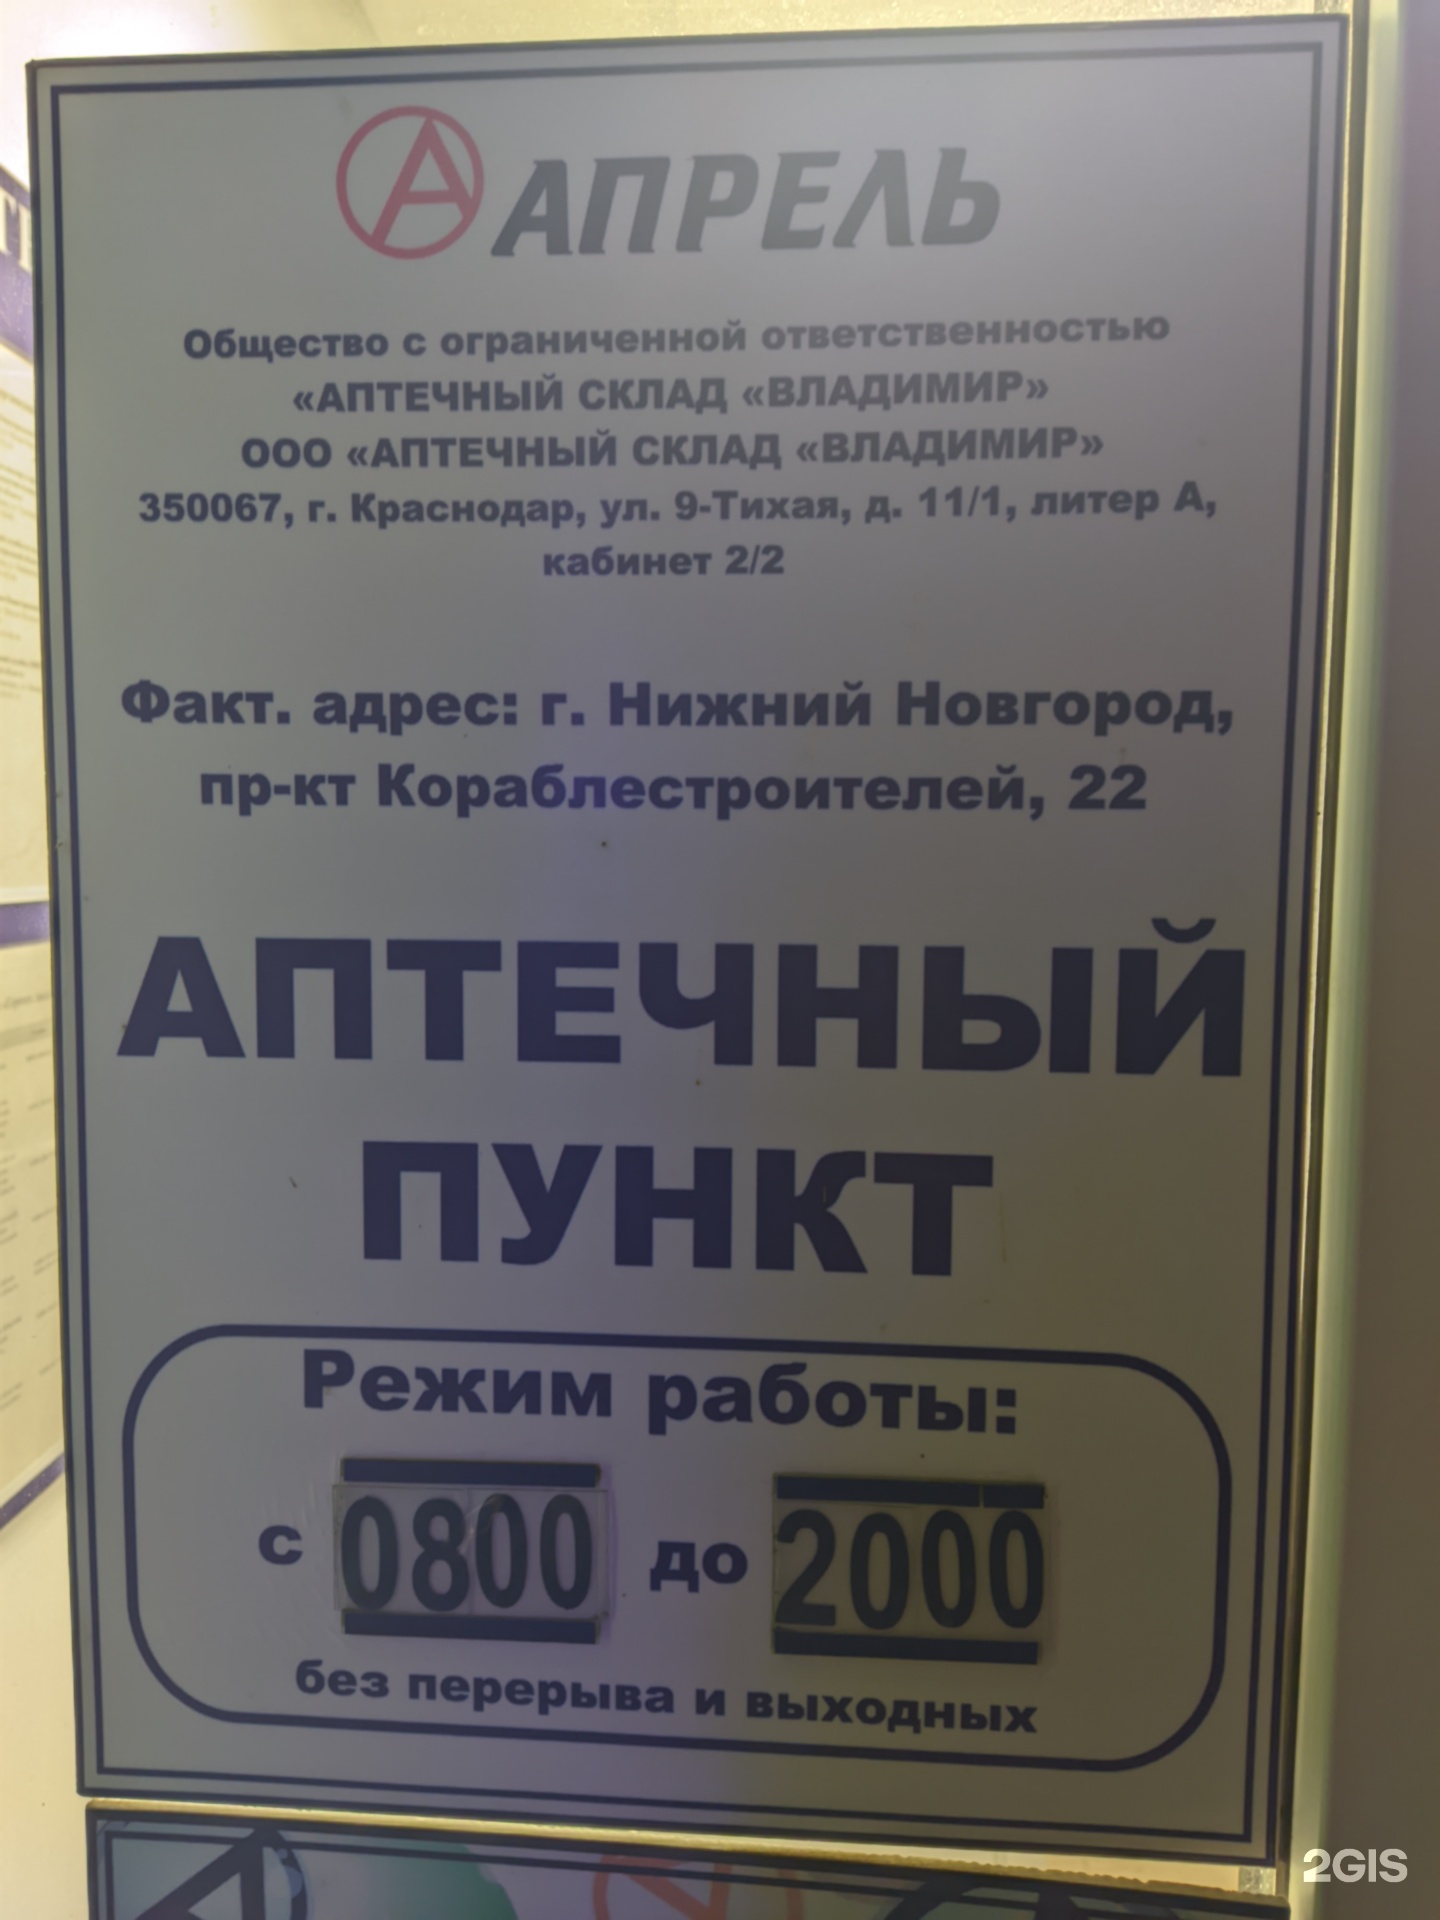 АПРЕЛЬ
Общество с ограниченной ответственностью
«АПТЕЧНЫЙ СКЛАД «ВЛАДИМИР»
ООО «АПТЕЧНЫЙ СКЛАД «ВЛАДИМИР»
350067, г. Краснодар, ул. 9-Тихая, д. 11/1, литер А,
кабинет 2/2
Факт. адрес: г. Нижний Новгород,
пр-кт Кораблестроителей, 22
АПТЕЧНЫЙ
ПУНКТ
Режим работы:
с 0800 до 2000
без перерыва и выходных
2GIS